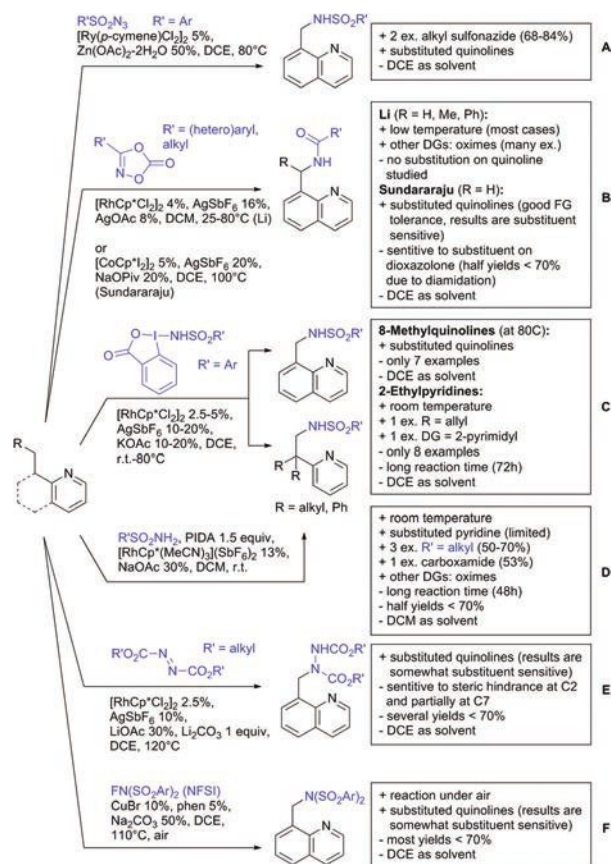 R'SO₂N₃ R' = Ar
[Ry(p-cymene)Cl₂]₂ 5%,
Zn(OAc)₂-2H₂O 50%, DCE, 80°C
NHSO₂R'
N
+ 2 ex. alkyl sulfonazide (68-84%)
+ substituted quinolines
- DCE as solvent
A
R' = (hetero)aryl,
alkyl
R'
O
O
N
O
[RhCp*Cl₂]₂ 4%, AgSbF₆ 16%,
AgOAc 8%, DCM, 25-80°C (Li)
or
[CoCp*I₂]₂ 5%, AgSbF₆ 20%,
NaOPiv 20%, DCE, 100°C
(Sundararaju)
O
R'
R
NH
N
Li (R = H, Me, Ph)
+ low temperature (most cases)
+ other DGs: oximes (many ex.)
- no substitution on quinoline
studied
Sundararaju (R = H):
+ substituted quinolines (good FG
tolerance, results are substituent
sensitive)
- sentitive to substituent on
dioxazolone (half yields < 70%
due to diamidation)
- DCE as solvent
B
O
I
NHSO₂R'
O
R' = Ar
[RhCp*Cl₂]₂ 2.5-5%,
AgSbF₆ 10-20%,
KOAc 10-20%, DCE,
r.t.-80°C
NHSO₂R'
N
NHSO₂R'
R
R
N
R = alkyl, Ph
8-Methylquinolines (at 80C):
+ substituted quinolines
- only 7 examples
- DCE as solvent
2-Ethylpyridines:
+ room temperature
+ 1 ex. R = allyl
+ 1 ex. DG = 2-pyrimidyl
- only 8 examples
- long reaction time (72h)
- DCE as solvent
C
R
N
R'SO₂NH₂, PIDA 1.5 equiv,
[RhCp*(MeCN)₃](SbF₆)₂ 13%,
NaOAc 30%, DCM, r.t.
+ room temperature
+ substituted pyridine (limited)
+ 3 ex. R' = alkyl (50-70%)
+ 1 ex. carboxamide (53%)
+ other DGs: oximes
- long reaction time (48h)
- half yields < 70%
- DCM as solvent
D
R' = alkyl
R'O₂C
N
N
CO₂R'
[RhCp*Cl₂]₂ 2.5%,
AgSbF₆ 10%,
LiOAc 30%, Li₂CO₃ 1 equiv,
DCE, 120°C
NHCO₂R'
N
CO₂R'
N
+ substituted quinolines (results are
somewhat substituent sensitive)
- sentitive to steric hindrance at C2
and partially at C7
- several yields < 70%
- DCE as solvent
E
FN(SO₂Ar)₂ (NFSI)
CuBr 10%, phen 5%,
Na₂CO₃ 50%, DCE,
110°C, air
N(SO₂Ar)₂
N
+ reaction under air
+ substituted quinolines (results are
somewhat substituent sensitive)
- most yields < 70%
- DCE as solvent
F